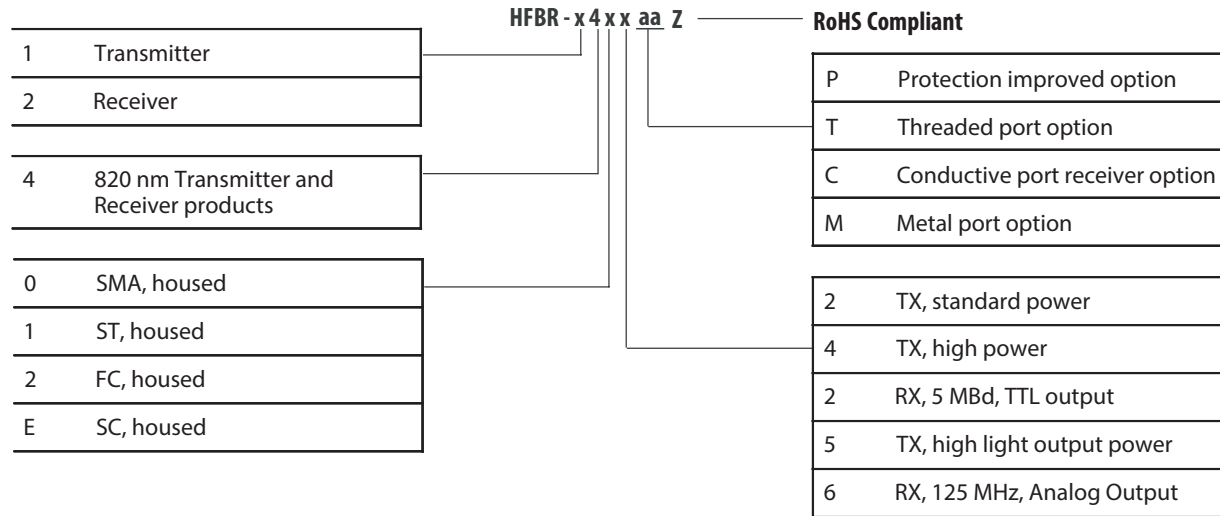 HFBR - x 4 x x aa Z
RoHS Compliant
1 Transmitter
2 Receiver
4 820 nm Transmitter and
Receiver products
0 SMA, housed
1 ST, housed
2 FC, housed
E SC, housed
P Protection improved option
T Threaded port option
C Conductive port receiver option
M Metal port option
2 TX, standard power
4 TX, high power
2 RX, 5 MBd, TTL output
5 TX, high light output power
6 RX, 125 MHz, Analog Output